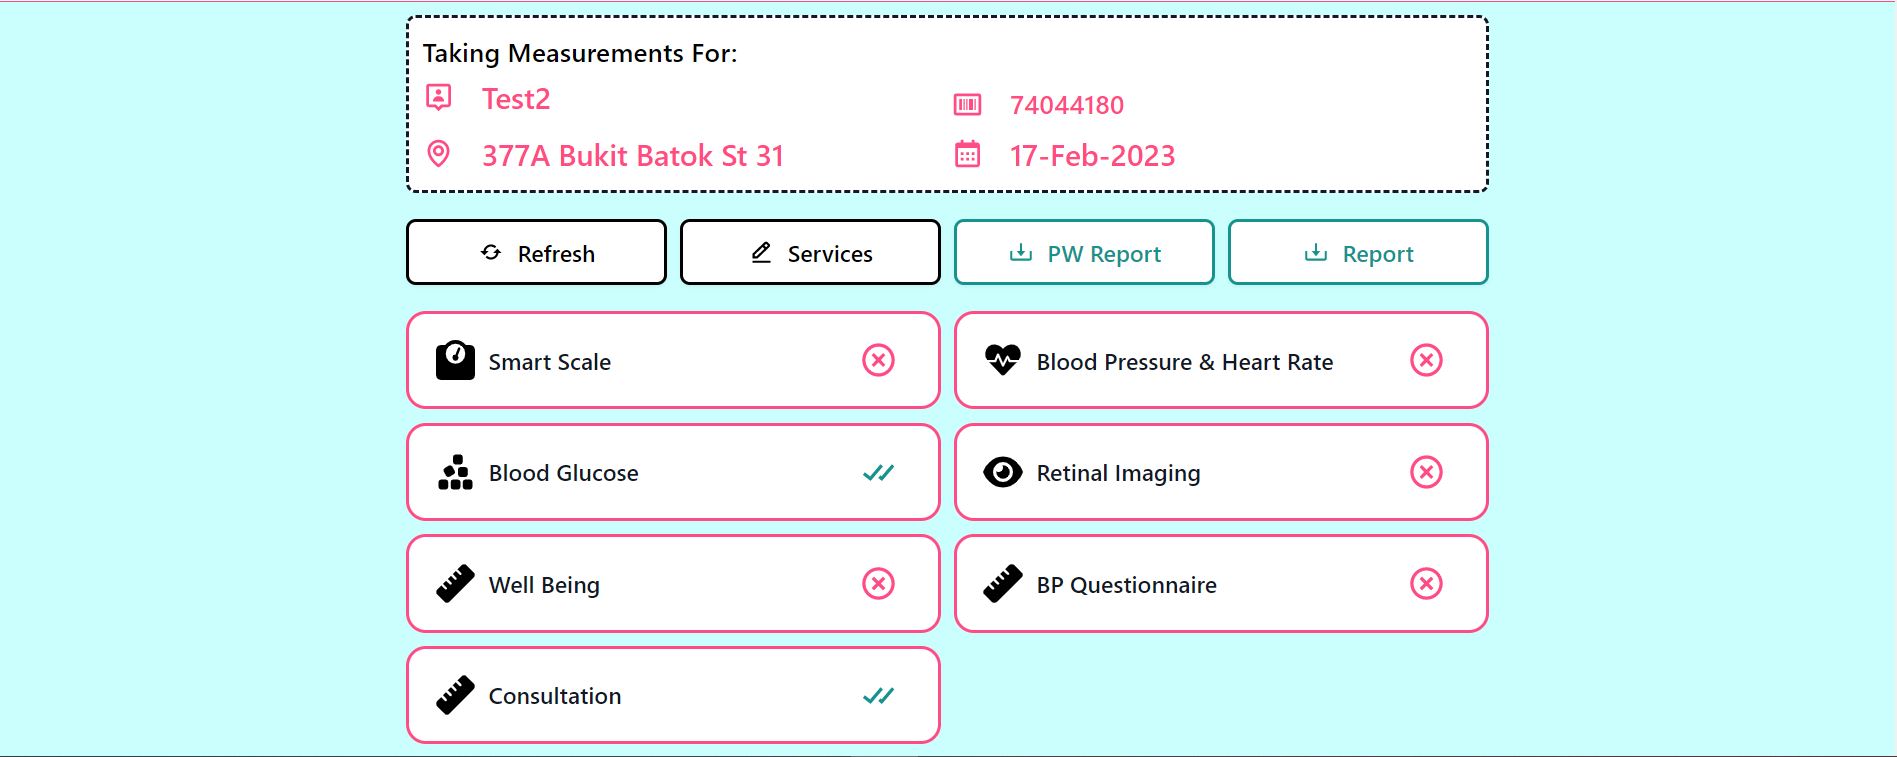 Taking Measurements For:
Test2
74044180
377A Bukit Batok St 31
17-Feb-2023
Refresh
Services
PW Report
Report
Smart Scale
Blood Pressure & Heart Rate
Blood Glucose
Retinal Imaging
Well Being
BP Questionnaire
Consultation